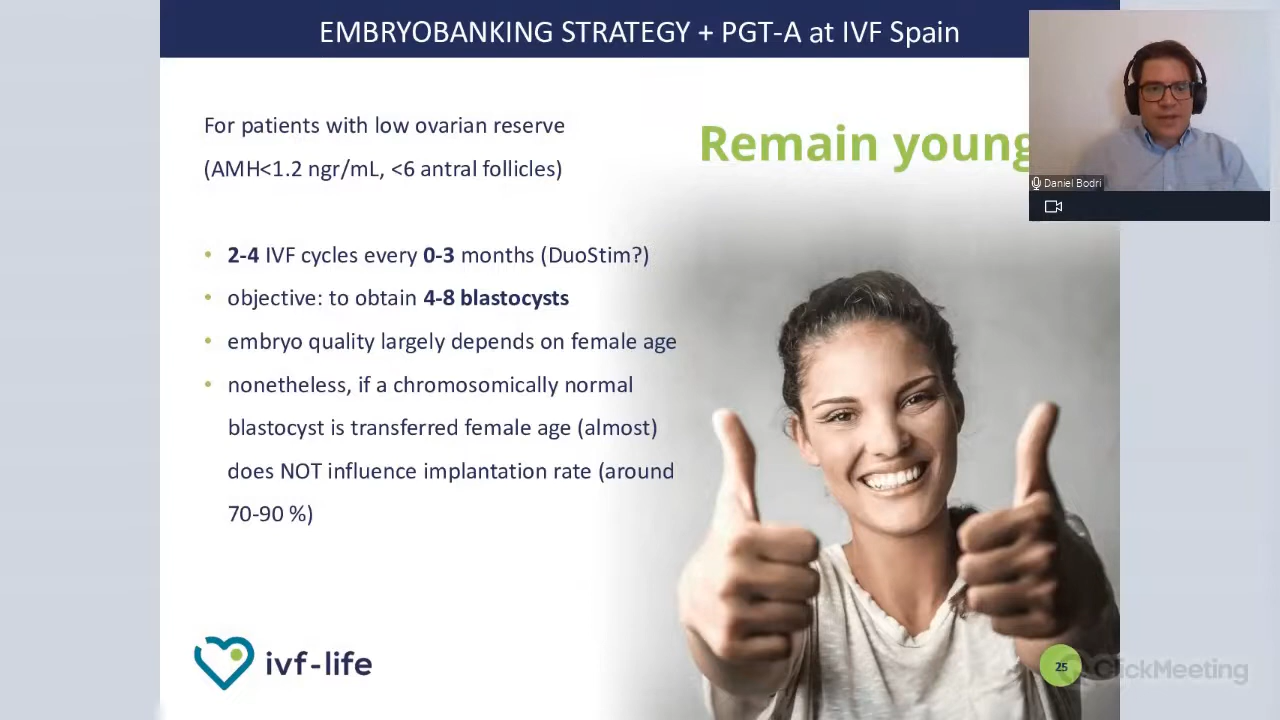 EMBRYOBANKING STRATEGY + PGT-A at IVF Spain
For patients with low ovarian reserve
(AMH<1.2 ngr/mL, <6 antral follicles)
Remain young
• 2-4 IVF cycles every 0-3 months (DuoStim?)
• objective: to obtain 4-8 blastocysts
• embryo quality largely depends on female age
• nonetheless, if a chromosomically normal
blastocyst is transferred female age (almost)
does NOT influence implantation rate (around
70-90 %)
Daniel Bodri
ivf-life
25
ClickMeeting